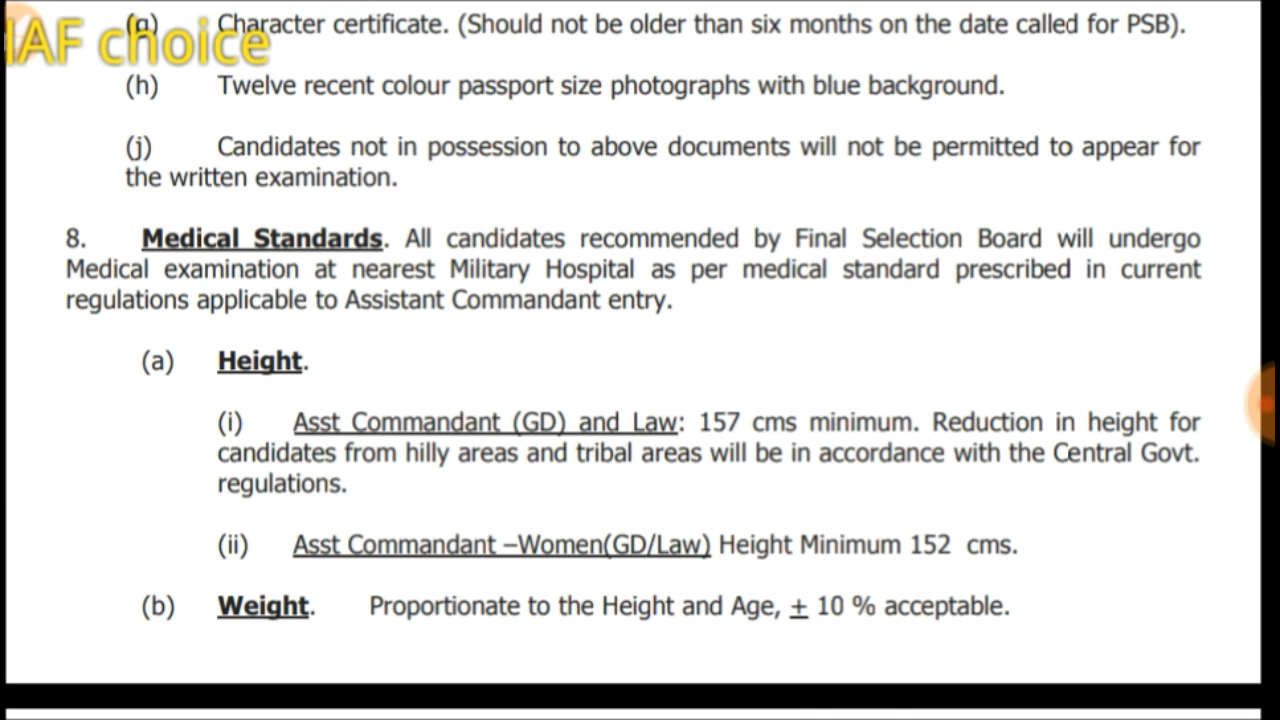 IAF choice
(g) Character certificate. (Should not be older than six months on the date called for PSB).
(h) Twelve recent colour passport size photographs with blue background.
(j) Candidates not in possession to above documents will not be permitted to appear for
the written examination.
8. Medical Standards. All candidates recommended by Final Selection Board will undergo
Medical examination at nearest Military Hospital as per medical standard prescribed in current
regulations applicable to Assistant Commandant entry.
(a) Height.
(i) Asst Commandant (GD) and Law: 157 cms minimum. Reduction in height for
candidates from hilly areas and tribal areas will be in accordance with the Central Govt.
regulations.
(ii) Asst Commandant –Women(GD/Law) Height Minimum 152 cms.
(b) Weight. Proportionate to the Height and Age, ± 10 % acceptable.